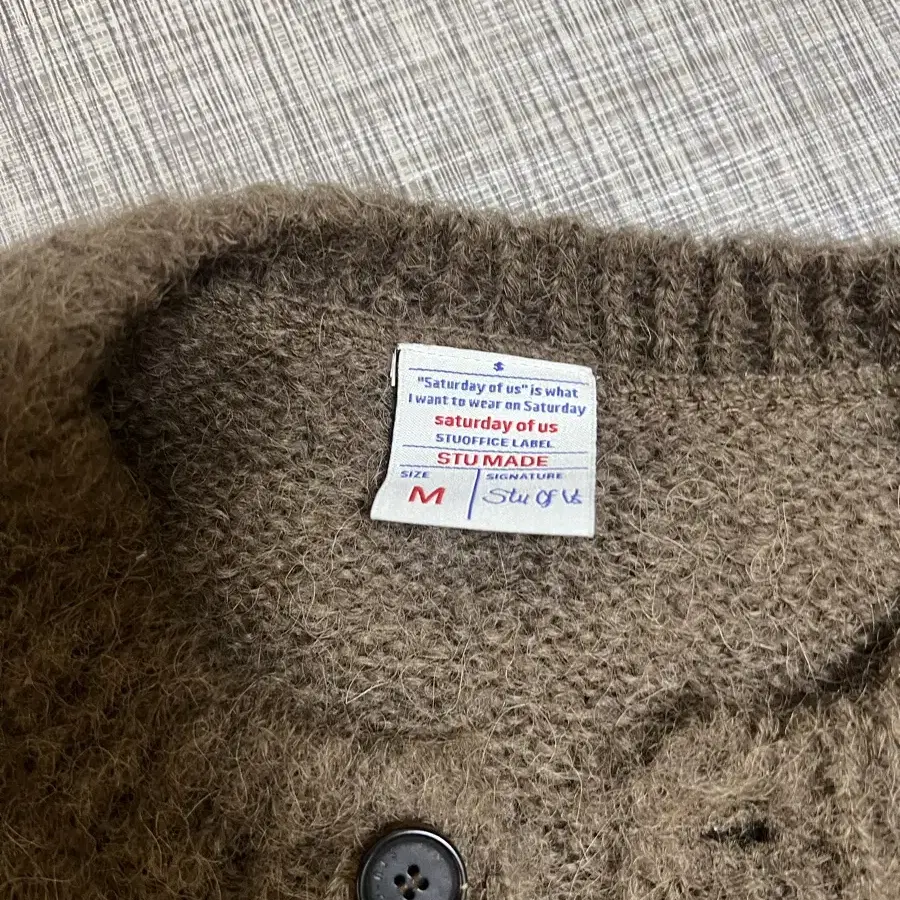 $
"Saturday of us" is what
I want to wear on Saturday
saturday of us
STUOFFICE LABEL
STU MADE
SIZE
M
SIGNATURE
Stu Of Us